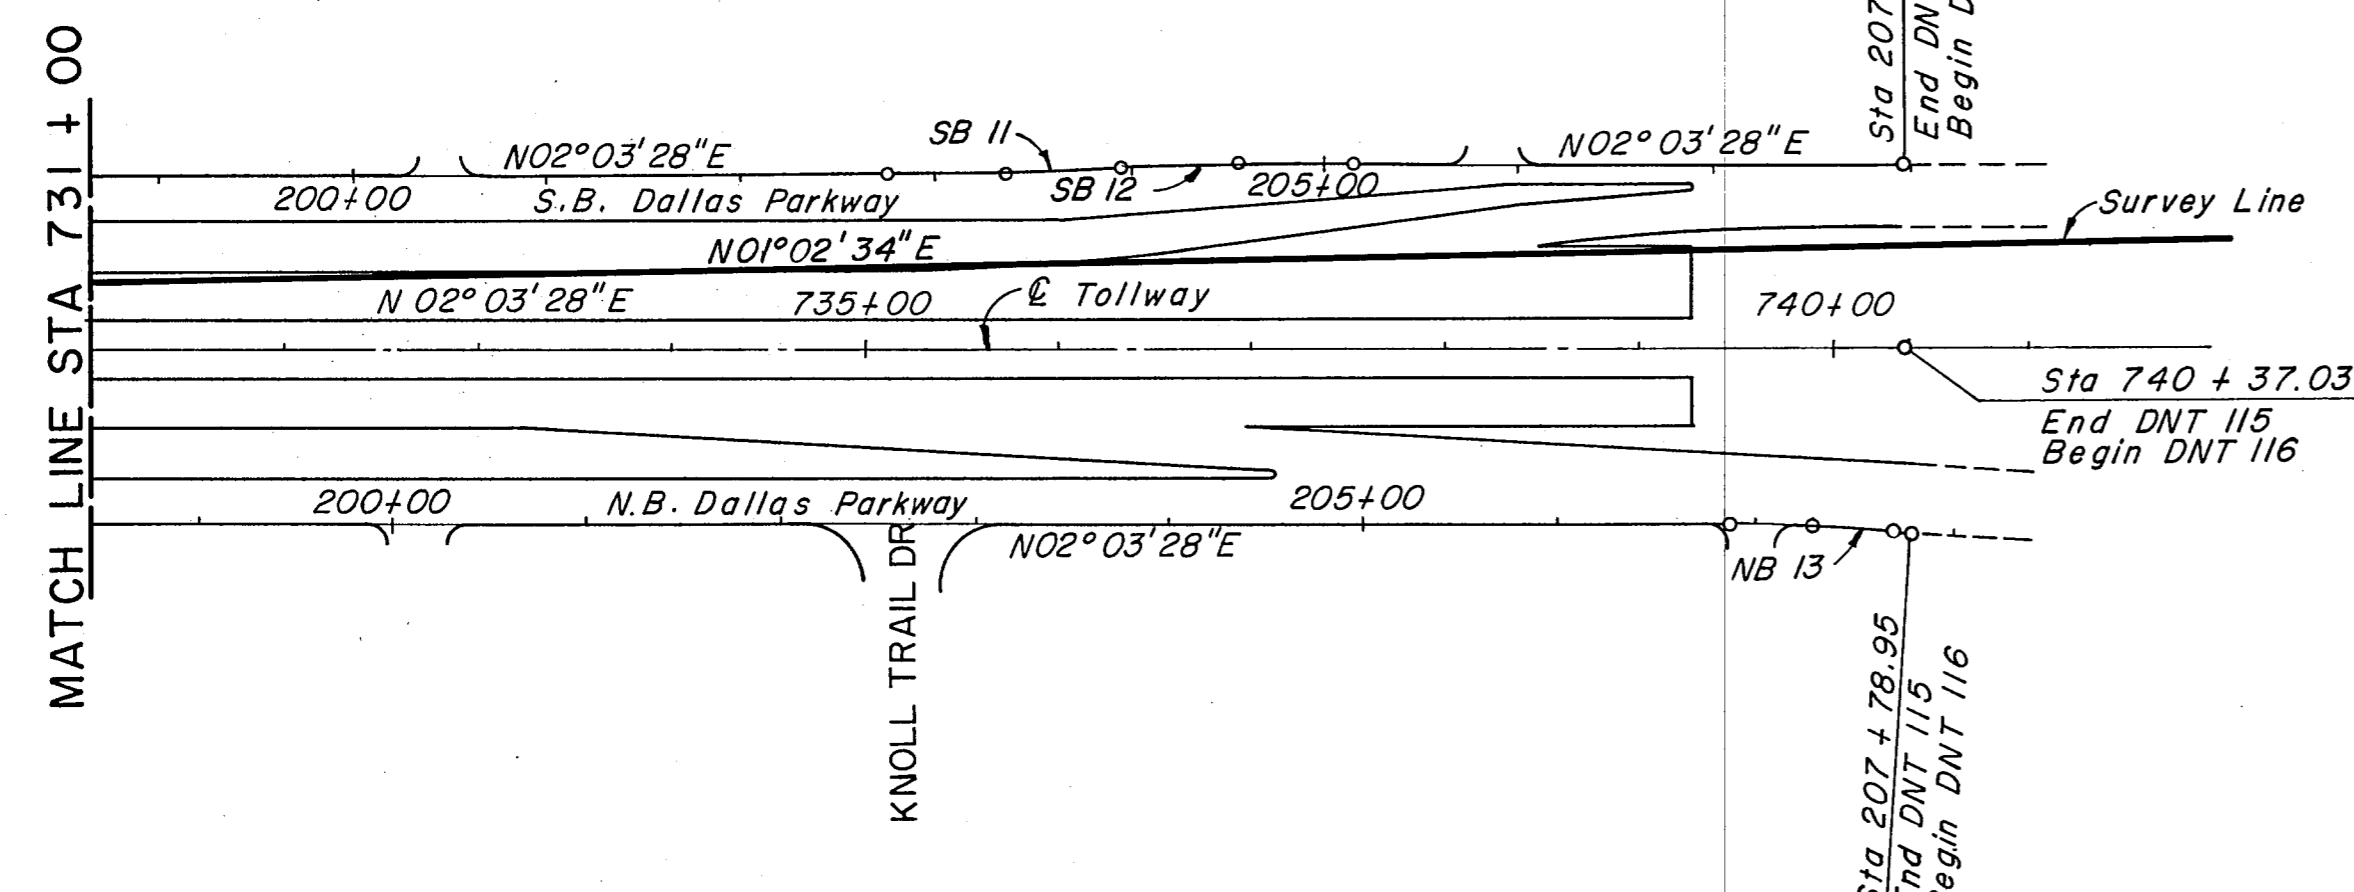 MATCH LINE STA 731 + 00
Sta 207
End DN
Begin D
SB 11
N02°03'28"E
N02°03'28"E
SB 12
205+00
200+00
S.B. Dallas Parkway
Survey Line
N01°02'34"E
N 02°03'28"E
735+00
℄ Tollway
740+00
Sta 740 + 37.03
End DNT 115
Begin DNT 116
200+00
N.B. Dallas Parkway
205+00
N02°03'28"E
NB 13
KNOLL TRAIL DR
Sta 207 + 78.95
End DNT 115
Begin DNT 116